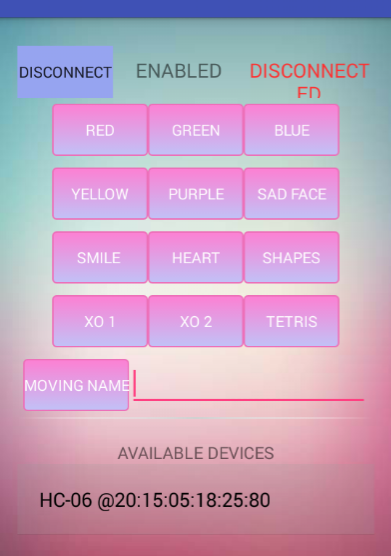 DISCONNECT ENABLED DISCONNECT
ED
RED GREEN BLUE
YELLOW PURPLE SAD FACE
SMILE HEART SHAPES
XO 1 XO 2 TETRIS
MOVING NAME
AVAILABLE DEVICES
HC-06 @20:15:05:18:25:80